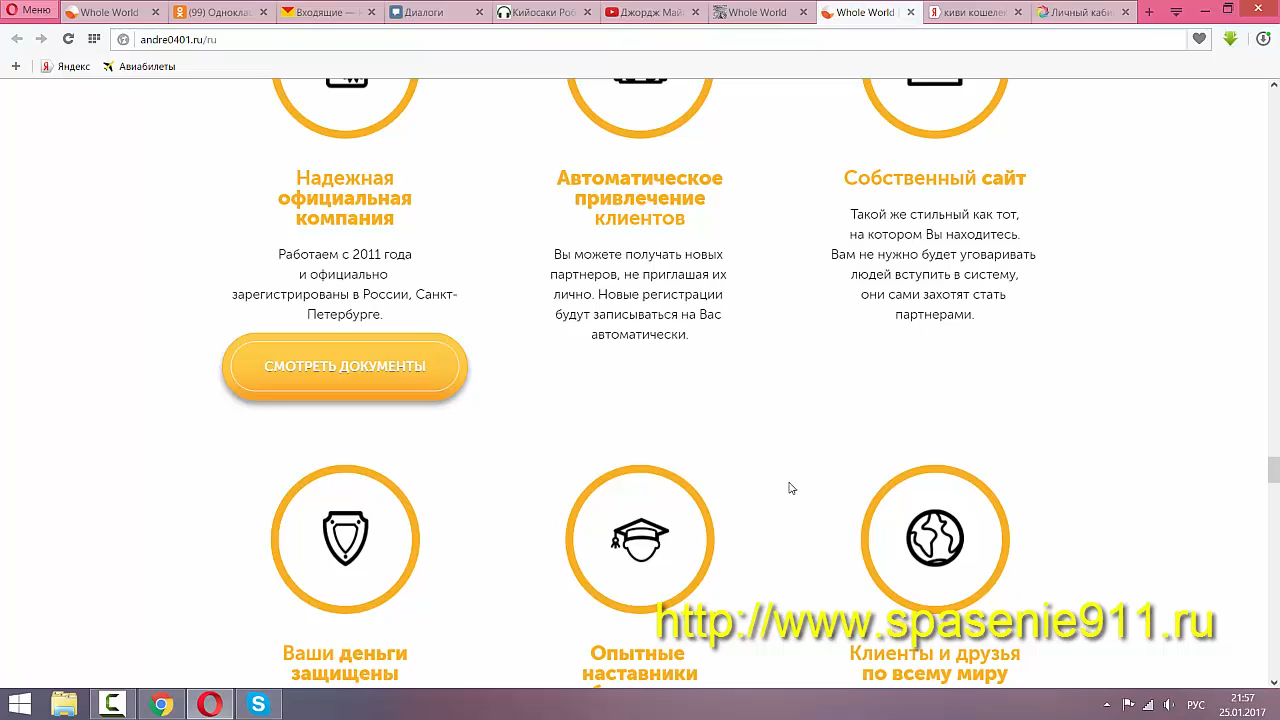 Меню
Whole World
(99) Одноклас
Входящие —
Диалоги
Кийосаки Роб
Джордж Май
Whole World
Whole World
киви кошеле
Личный каби
andre0401.ru/ru
Яндекс
Авиабилеты
Надежная
официальная
компания
Работаем с 2011 года
и официально
зарегистрированы в России, Санкт-
Петербурге.
СМОТРЕТЬ ДОКУМЕНТЫ
Автоматическое
привлечение
клиентов
Вы можете получать новых
партнеров, не приглашая их
лично. Новые регистрации
будут записываться на Вас
автоматически.
Собственный сайт
Такой же стильный как тот,
на котором Вы находитесь.
Вам не нужно будет уговаривать
людей вступить в систему,
они сами захотят стать
партнерами.
http://www.spasenie911.ru
Ваши деньги
защищены
Опытные
наставники
Клиенты и друзья
по всему миру
РУС
21:57
25.01.2017